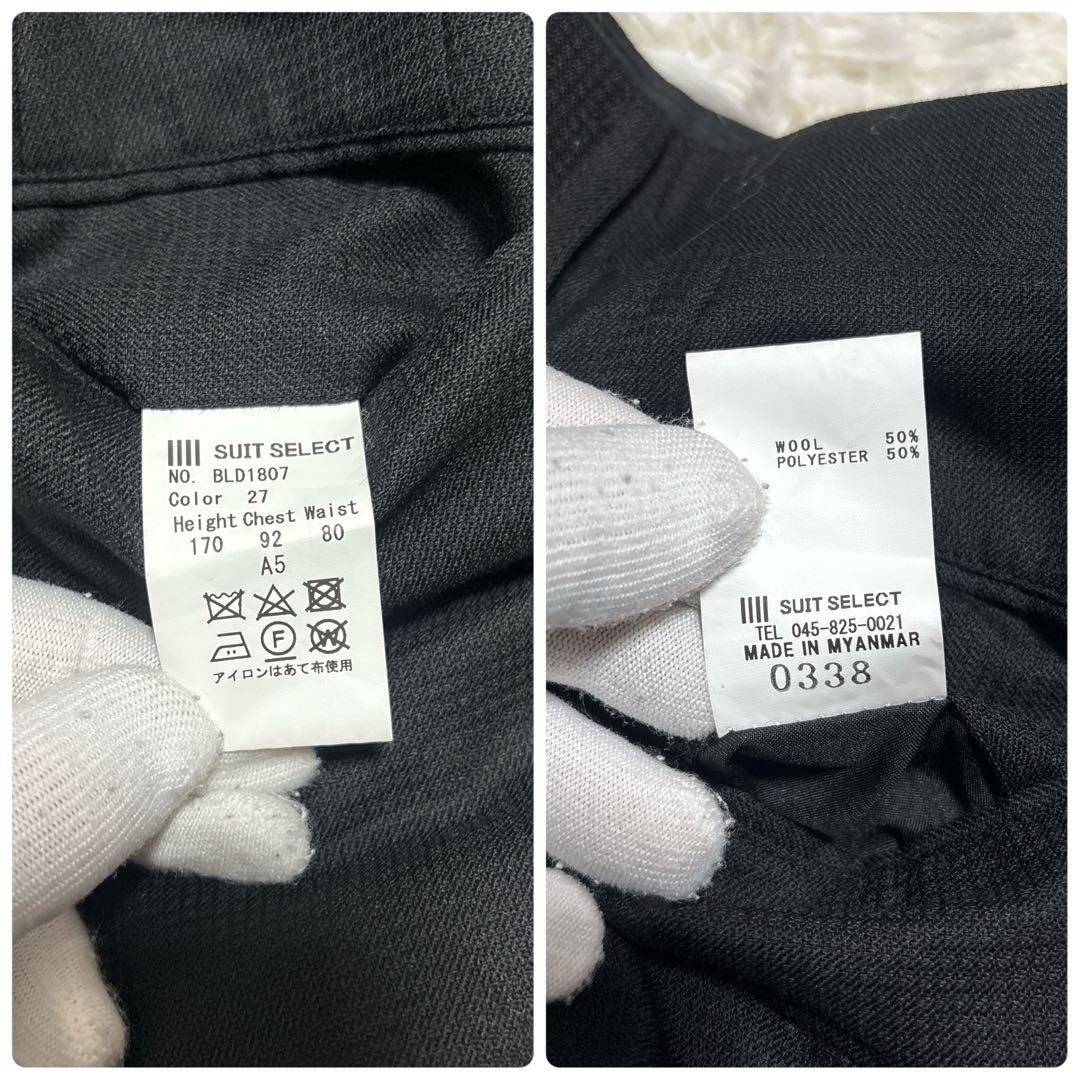 SUIT SELECT
NO. BLD1807
Color 27
Height Chest Waist
170 92 80
A5
F
W
アイロンはあて布使用
WOOL 50%
POLYESTER 50%
SUIT SELECT
TEL 045-825-0021
MADE IN MYANMAR
0338